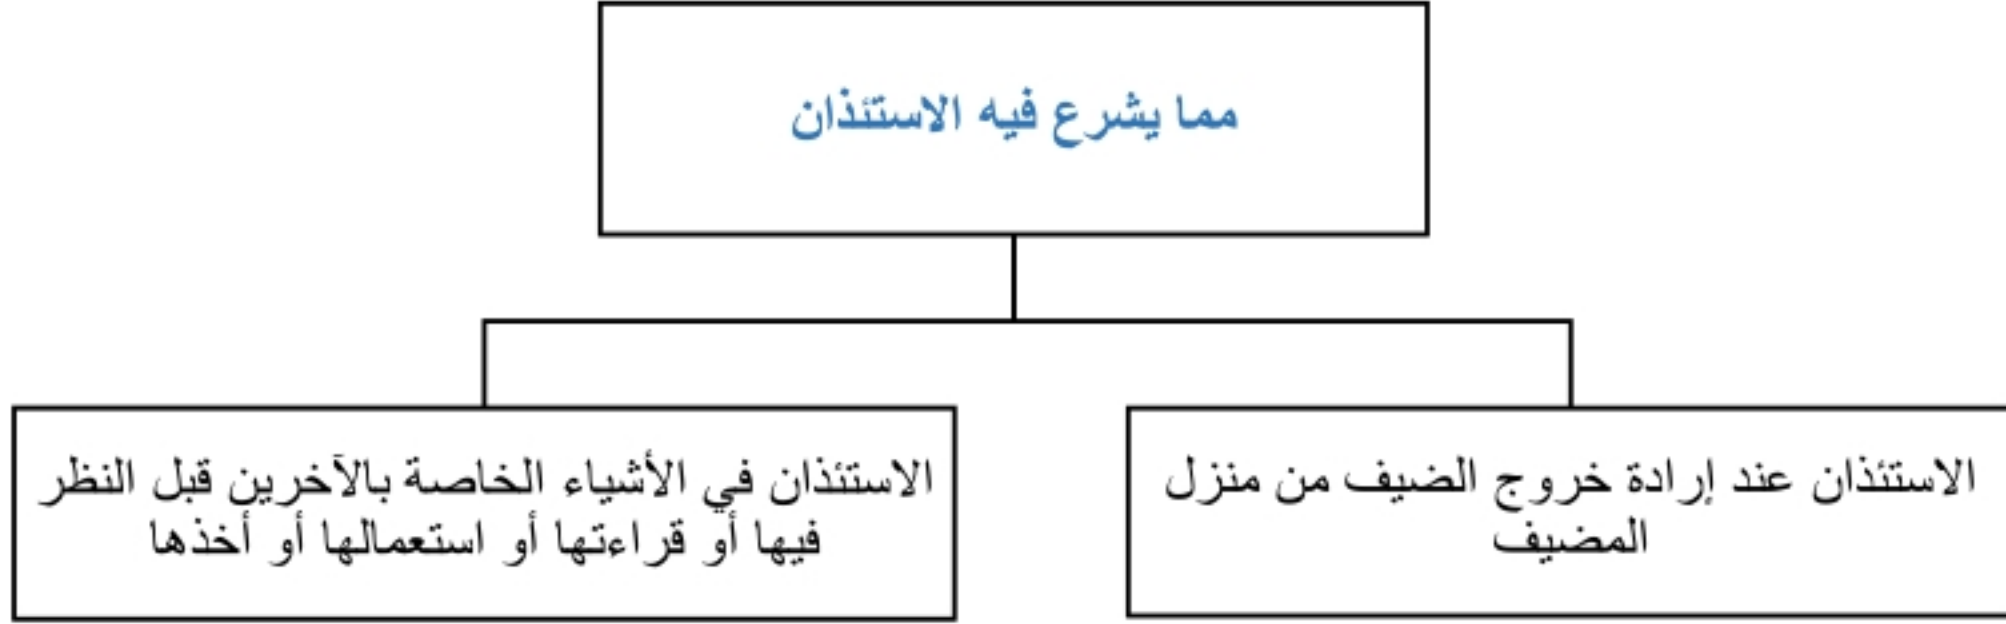 مما يشرع فيه الاستئذان
الاستئذان عند إرادة خروج الضيف من منزل
المضيف
الاستئذان في الأشياء الخاصة بالآخرين قبل النظر
فيها أو قراءتها أو استعمالها أو أخذها